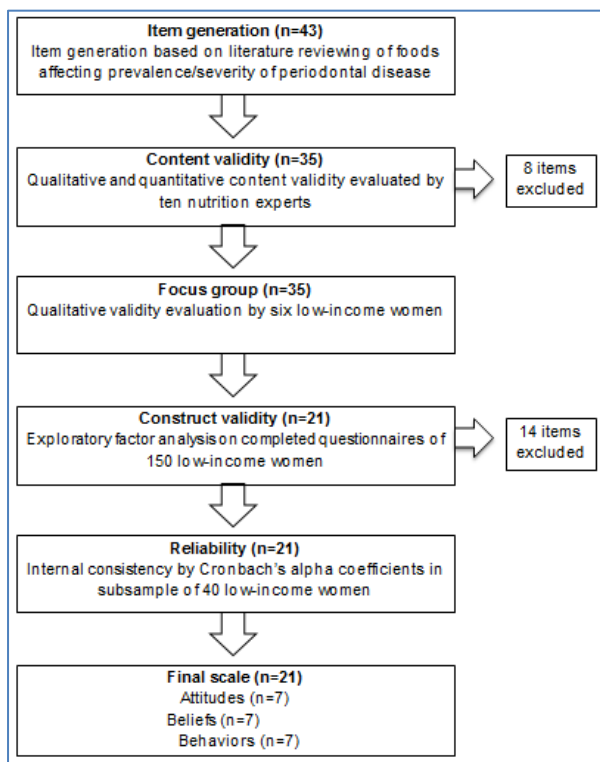 Item generation (n=43)
Item generation based on literature reviewing of foods
affecting prevalence/severity of periodontal disease
Content validity (n=35)
Qualitative and quantitative content validity evaluated by
ten nutrition experts
8 items
excluded
Focus group (n=35)
Qualitative validity evaluation by six low-income women
Construct validity (n=21)
Exploratory factor analysis on completed questionnaires of
150 low-income women
14 items
excluded
Reliability (n=21)
Internal consistency by Cronbach's alpha coefficients in
subsample of 40 low-income women
Final scale (n=21)
Attitudes (n=7)
Beliefs (n=7)
Behaviors (n=7)